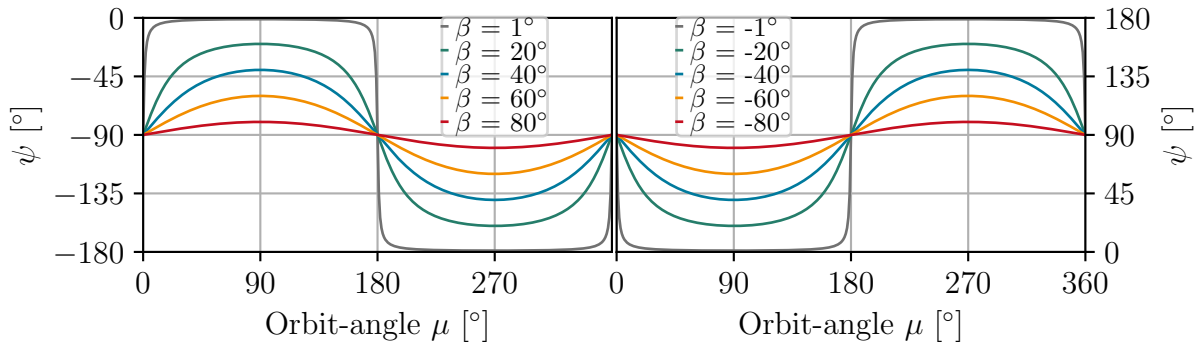 0
−45
−90
−135
−180
ψ [°]
β = 1°
β = 20°
β = 40°
β = 60°
β = 80°
0
90
180
270
Orbit-angle μ [°]
β = -1°
β = -20°
β = -40°
β = -60°
β = -80°
180
135
90
45
0
ψ [°]
0
90
180
270
360
Orbit-angle μ [°]